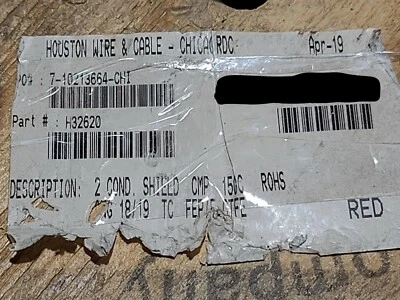 HOUSTON WIRE & CABLE - CHICAGO RDC: Apr-19
PO# : 7-10213664-CHI
Part # : H32620
DESCRIPTION: 2 COND. SHIELD CMP 150C ROHS
18/19 TC RED